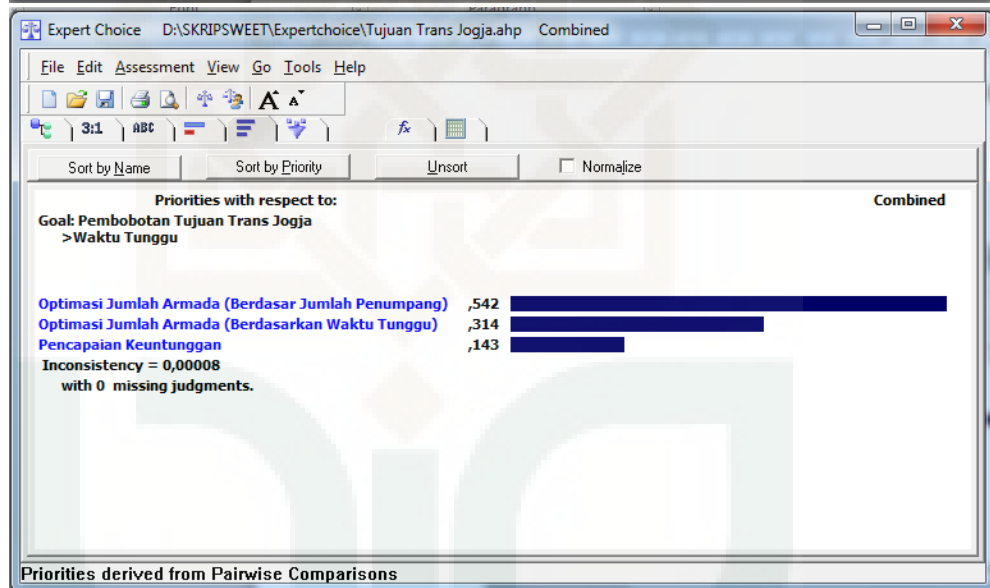 Expert Choice D:\SKRIPSWEET\Expertchoice\Tujuan Trans Jogja.ahp Combined
File Edit Assessment View Go Tools Help
A A
3:1 ABC fx
Sort by Name Sort by Priority Unsort Normalize
Priorities with respect to: Combined
Goal: Pembobotan Tujuan Trans Jogja
>Waktu Tunggu
Optimasi Jumlah Armada (Berdasar Jumlah Penumpang) ,542
Optimasi Jumlah Armada (Berdasarkan Waktu Tunggu) ,314
Pencapaian Keuntunggan ,143
Inconsistency = 0,00008
with 0 missing judgments.
Priorities derived from Pairwise Comparisons